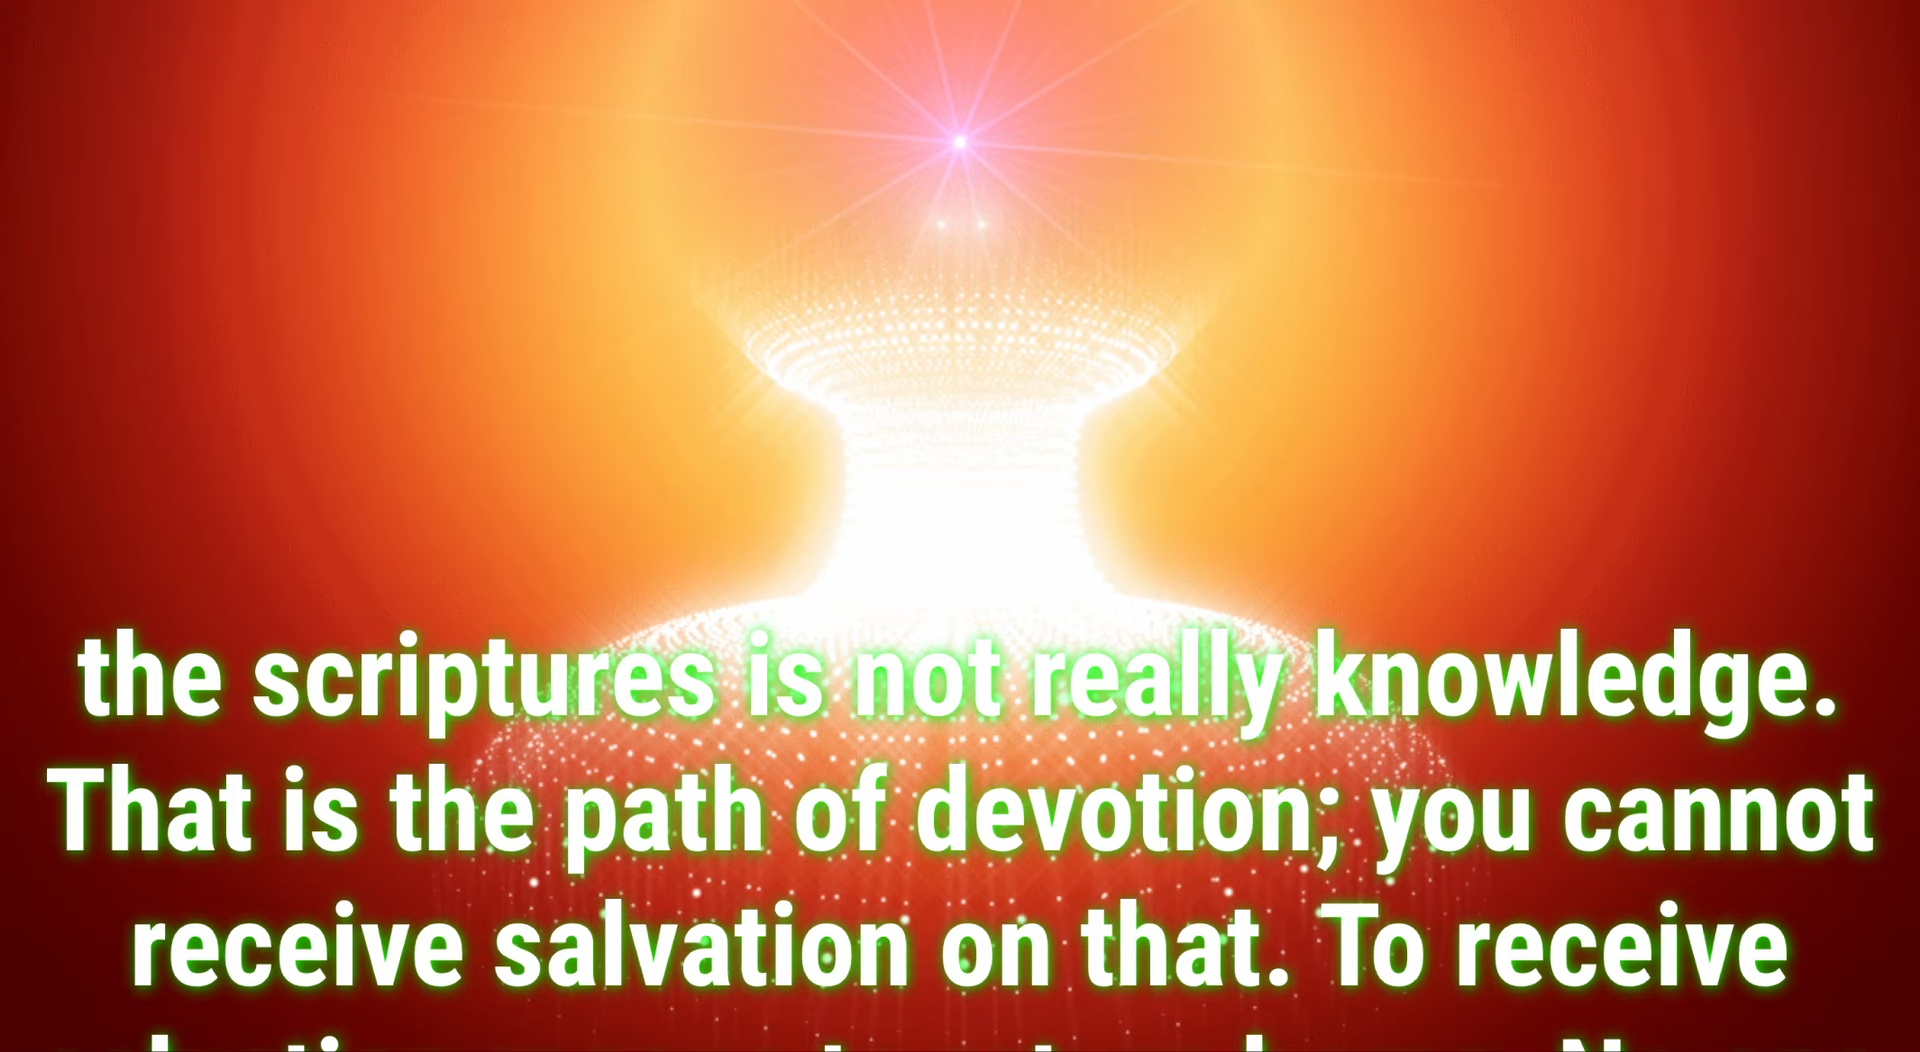 the scriptures is not really knowledge.
That is the path of devotion; you cannot
receive salvation on that. To receive